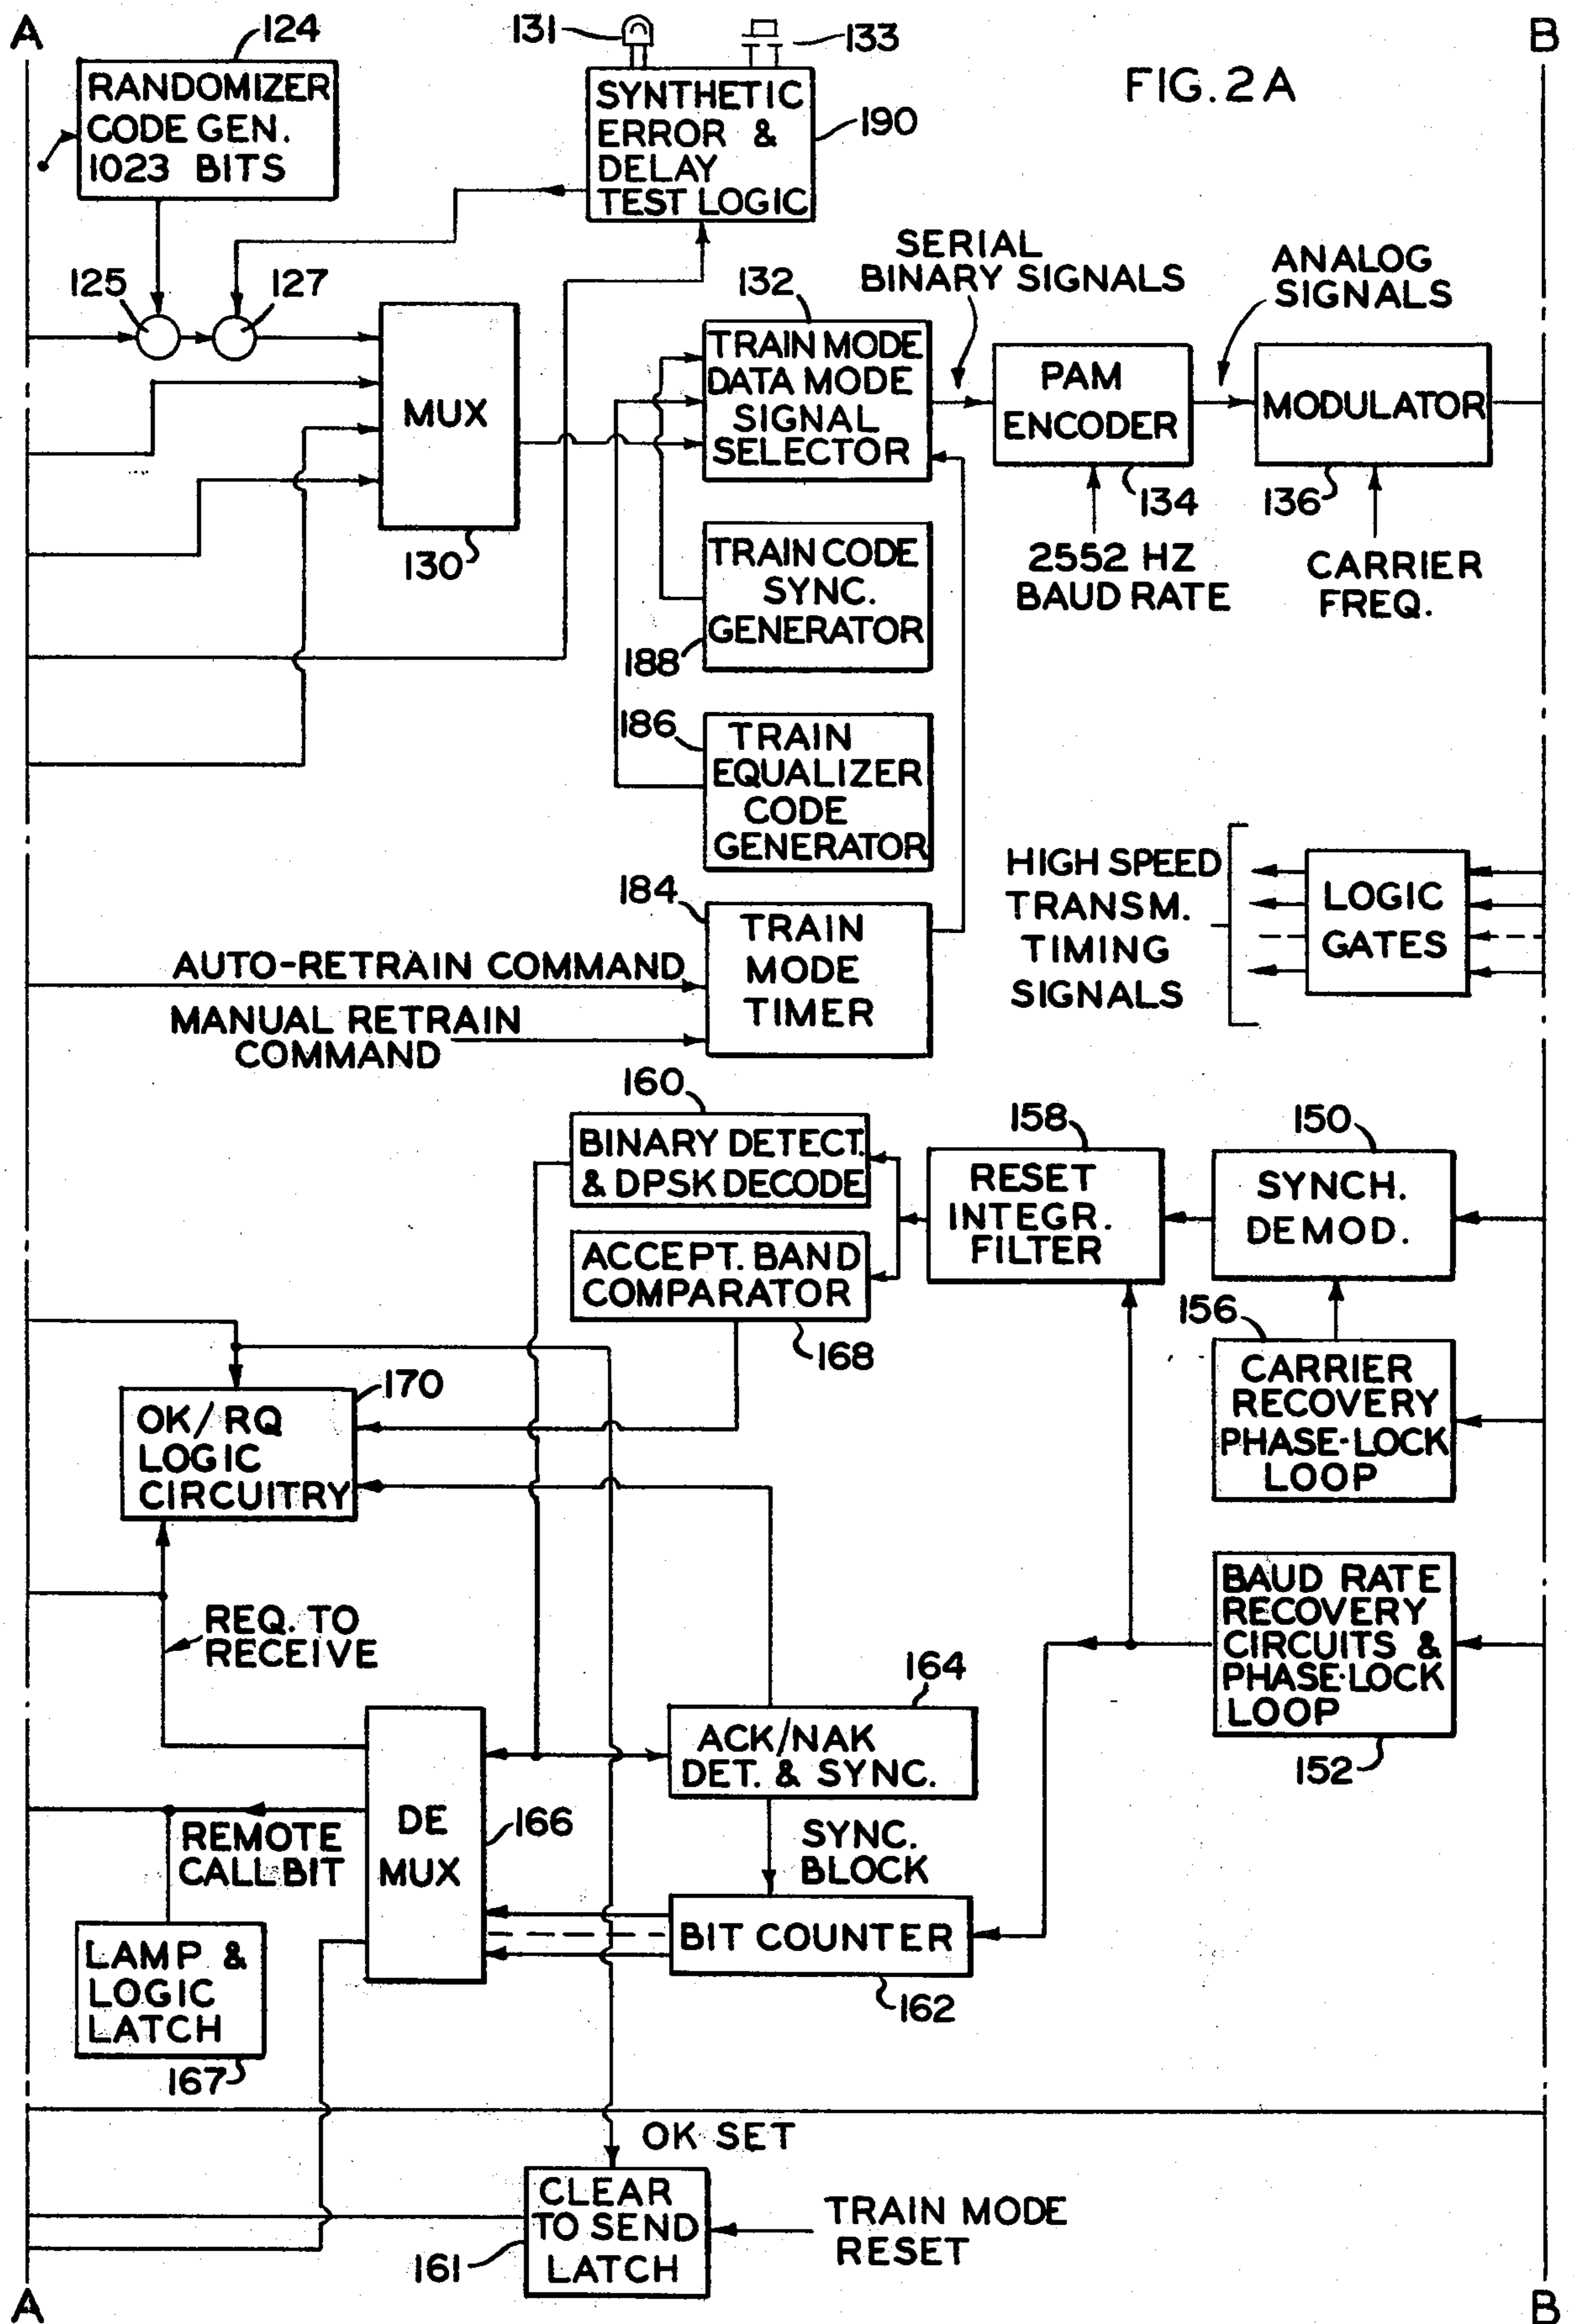 A
B
FIG. 2A
124
RANDOMIZER
CODE GEN.
1023 BITS
131
133
SYNTHETIC
ERROR &
DELAY
TEST LOGIC
190
125
127
MUX
130
132
TRAIN MODE
DATA MODE
SIGNAL
SELECTOR
SERIAL
BINARY SIGNALS
PAM
ENCODER
134
2552 HZ
BAUD RATE
ANALOG
SIGNALS
MODULATOR
136
CARRIER
FREQ.
TRAIN CODE
SYNC.
GENERATOR
188
186
TRAIN
EQUALIZER
CODE
GENERATOR
184
TRAIN
MODE
TIMER
AUTO-RETRAIN COMMAND
MANUAL RETRAIN
COMMAND
HIGH SPEED
TRANSM.
TIMING
SIGNALS
LOGIC
GATES
160
BINARY DETECT.
& DPSK DECODE
ACCEPT. BAND
COMPARATOR
168
158
RESET
INTEGR.
FILTER
150
SYNCH.
DEMOD.
156
CARRIER
RECOVERY
PHASE-LOCK
LOOP
170
OK/RQ
LOGIC
CIRCUITRY
REQ. TO
RECEIVE
BAUD RATE
RECOVERY
CIRCUITS &
PHASE-LOCK
LOOP
152
164
ACK/NAK
DET. & SYNC.
DE
MUX
166
SYNC.
BLOCK
REMOTE
CALL BIT
BIT COUNTER
162
LAMP &
LOGIC
LATCH
167
OK SET
CLEAR
TO SEND
LATCH
161
TRAIN MODE
RESET
A
B